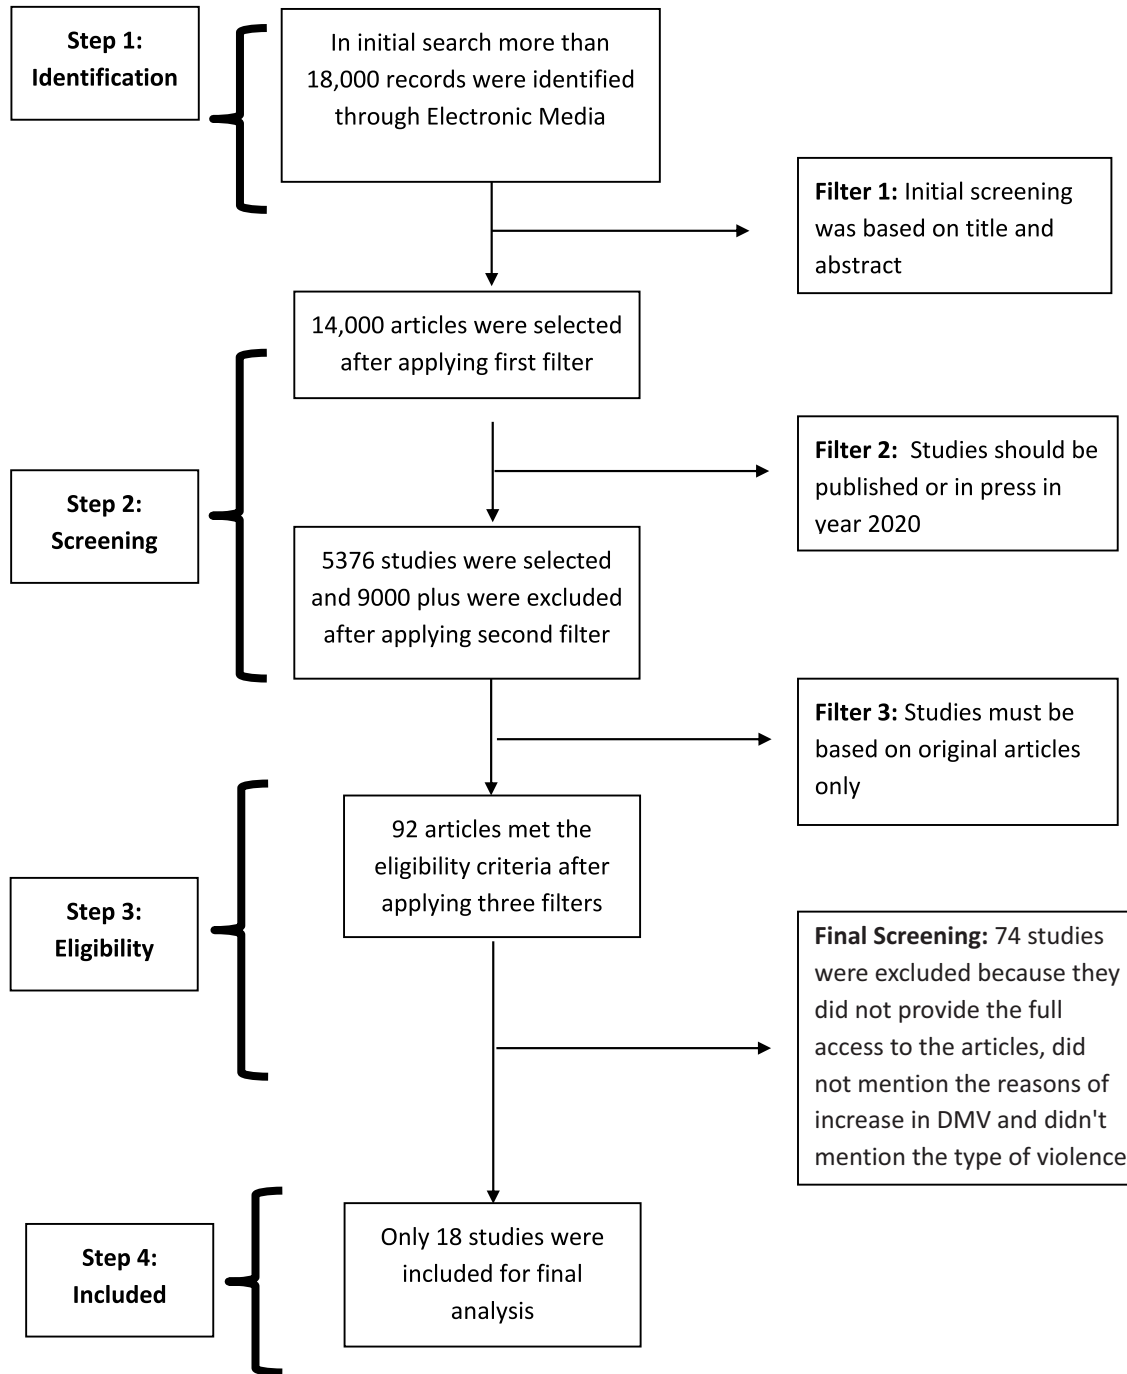 Step 1:
Identification
In initial search more than
18,000 records were identified
through Electronic Media
Filter 1: Initial screening
was based on title and
abstract
14,000 articles were selected
after applying first filter
Step 2:
Screening
Filter 2:  Studies should be
published or in press in
year 2020
5376 studies were selected
and 9000 plus were excluded
after applying second filter
Filter 3: Studies must be
based on original articles
only
Step 3:
Eligibility
92 articles met the
eligibility criteria after
applying three filters
Final Screening: 74 studies
were excluded because they
did not provide the full
access to the articles, did
not mention the reasons of
increase in DMV and didn't
mention the type of violence
Step 4:
Included
Only 18 studies were
included for final
analysis